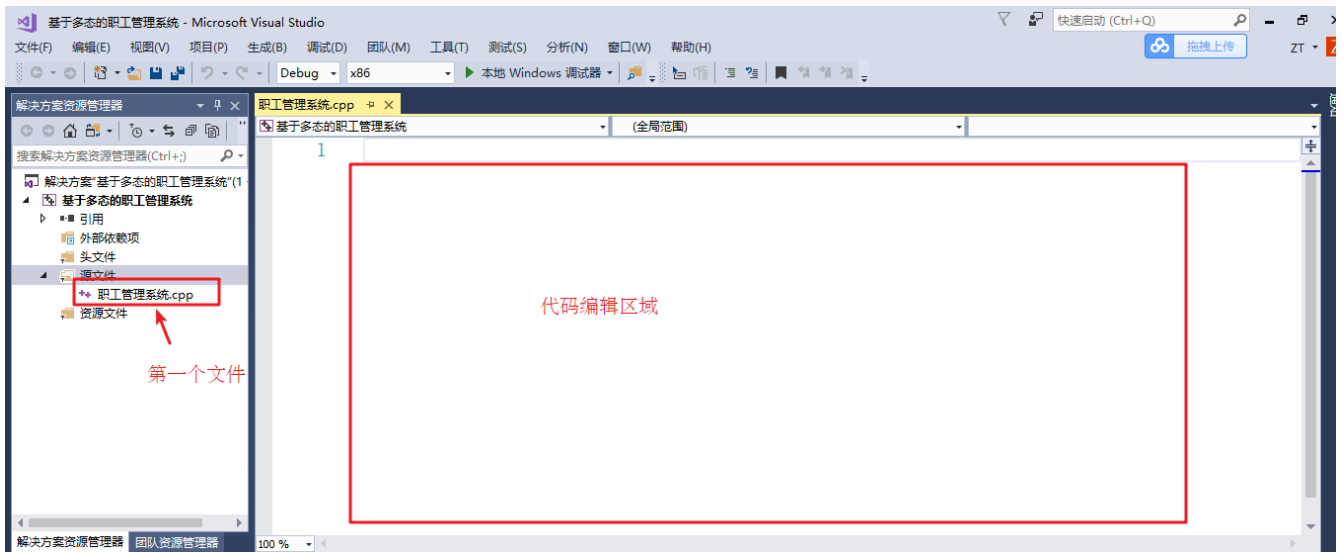 基于多态的职工管理系统 - Microsoft Visual Studio
快速启动 (Ctrl+Q)
文件(F) 编辑(E) 视图(V) 项目(P) 生成(B) 调试(D) 团队(M) 工具(T) 测试(S) 分析(N) 窗口(W) 帮助(H)
拖拽上传
ZT
Debug x86 本地 Windows 调试器
解决方案资源管理器
职工管理系统.cpp
基于多态的职工管理系统 (全局范围)
搜索解决方案资源管理器(Ctrl+;)
1
解决方案"基于多态的职工管理系统"(1
基于多态的职工管理系统
引用
外部依赖项
头文件
源文件
++ 职工管理系统.cpp
资源文件
代码编辑区域
第一个文件
解决方案资源管理器 团队资源管理器
100 %